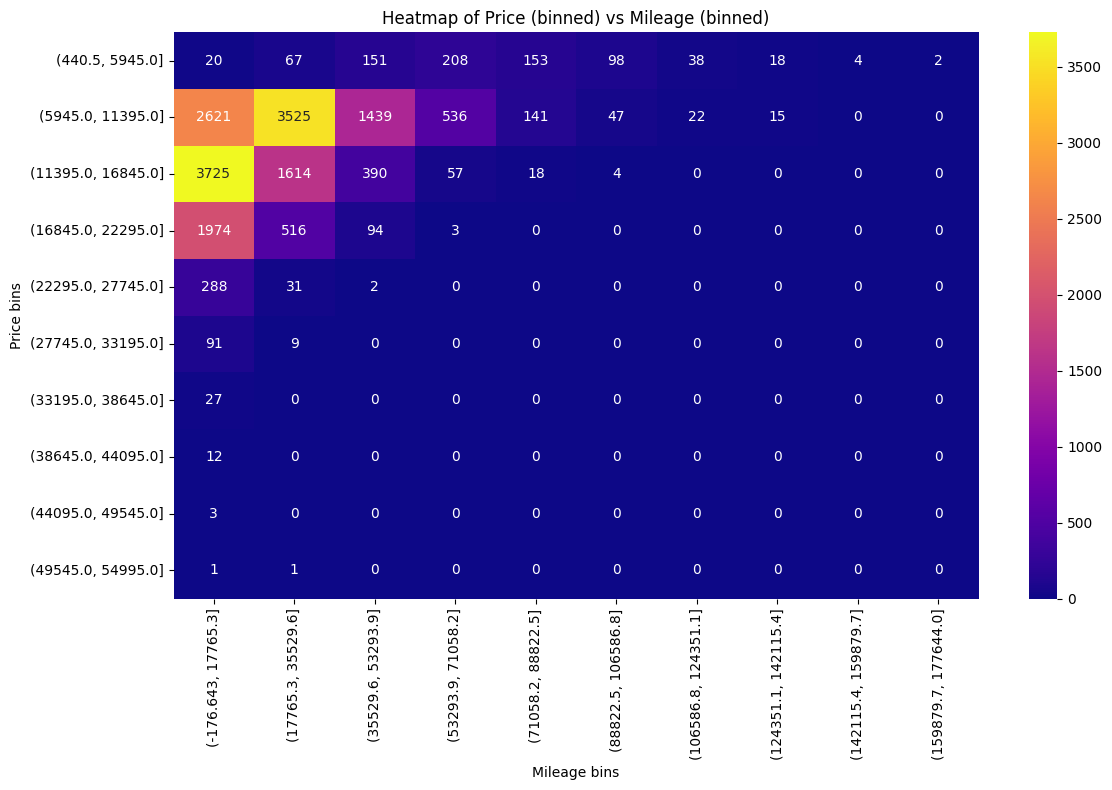 Heatmap of Price (binned) vs Mileage (binned)
Price bins
(440.5, 5945.0] 20 67 151 208 153 98 38 18 4 2
(5945.0, 11395.0] 2621 3525 1439 536 141 47 22 15 0 0
(11395.0, 16845.0] 3725 1614 390 57 18 4 0 0 0 0
(16845.0, 22295.0] 1974 516 94 3 0 0 0 0 0 0
(22295.0, 27745.0] 288 31 2 0 0 0 0 0 0 0
(27745.0, 33195.0] 91 9 0 0 0 0 0 0 0 0
(33195.0, 38645.0] 27 0 0 0 0 0 0 0 0 0
(38645.0, 44095.0] 12 0 0 0 0 0 0 0 0 0
(44095.0, 49545.0] 3 0 0 0 0 0 0 0 0 0
(49545.0, 54995.0] 1 1 0 0 0 0 0 0 0 0
(-176.643, 17765.3]
(17765.3, 35529.6]
(35529.6, 53293.9]
(53293.9, 71058.2]
(71058.2, 88822.5]
(88822.5, 106586.8]
(106586.8, 124351.1]
(124351.1, 142115.4]
(142115.4, 159879.7]
(159879.7, 177644.0]
Mileage bins
3500
3000
2500
2000
1500
1000
500
0